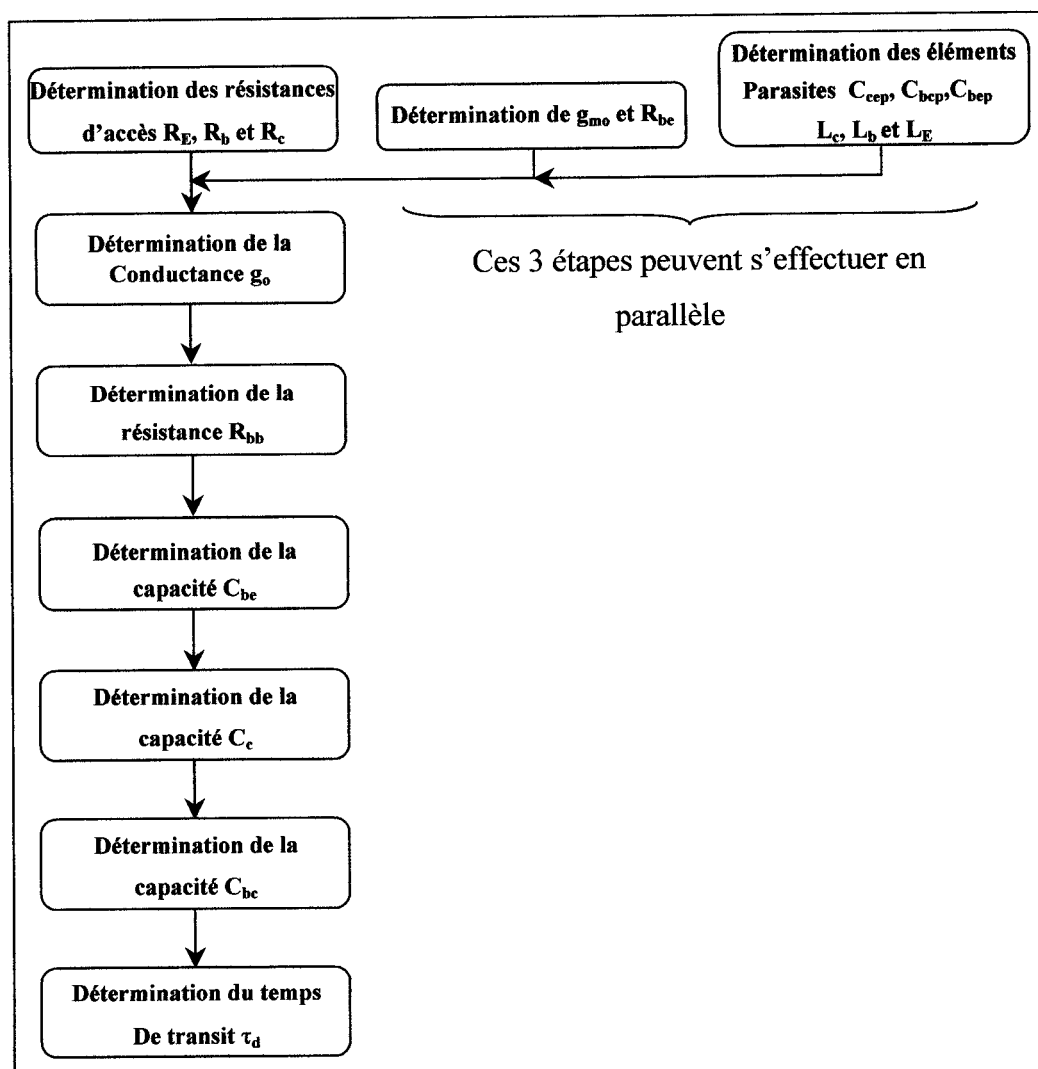 Détermination des résistances
d'accès R_E, R_b et R_c
Détermination de g_mo et R_be
Détermination des éléments
Parasites C_cep, C_bcp,C_bep
L_c, L_b et L_E
Détermination de la
Conductance g_o
Ces 3 étapes peuvent s'effectuer en
parallèle
Détermination de la
résistance R_bb
Détermination de la
capacité C_be
Détermination de la
capacité C_c
Détermination de la
capacité C_bc
Détermination du temps
De transit τ_d